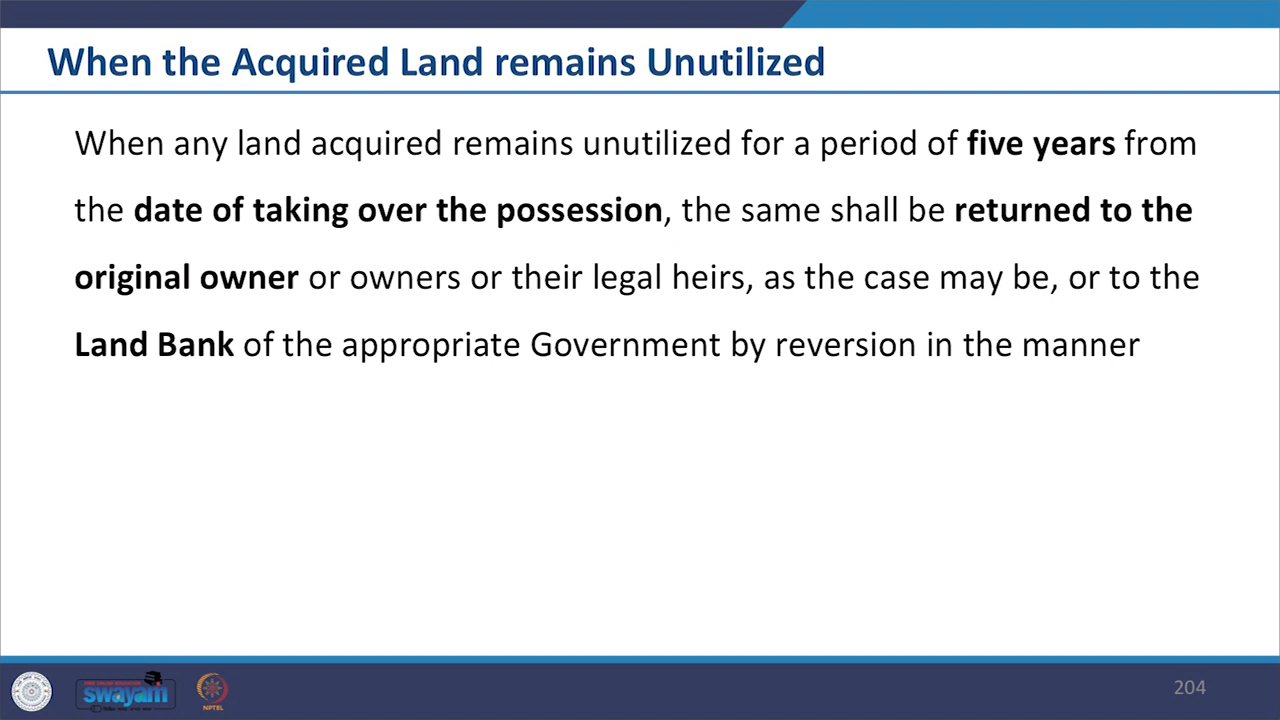 When the Acquired Land remains Unutilized
When any land acquired remains unutilized for a period of five years from
the date of taking over the possession, the same shall be returned to the
original owner or owners or their legal heirs, as the case may be, or to the
Land Bank of the appropriate Government by reversion in the manner
swayam
NPTEL
204